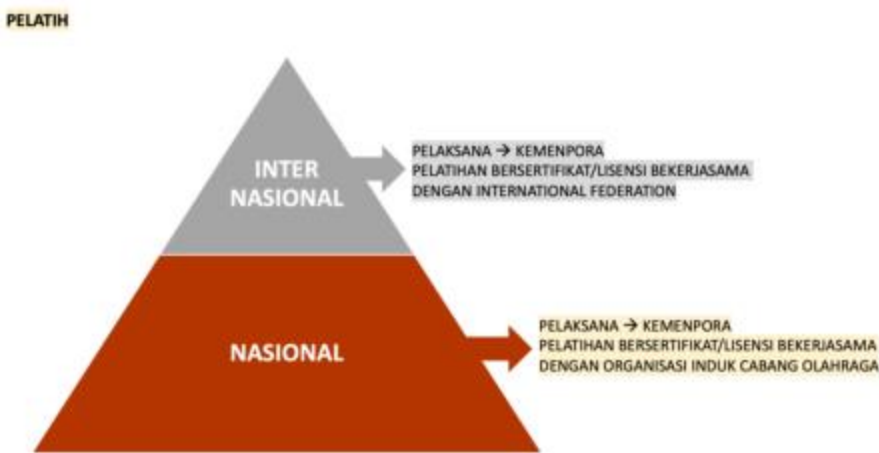 PELATIH
INTER
NASIONAL
PELAKSANA → KEMENPORA
PELATIHAN BERSERTIFIKAT/LISENSI BEKERJASAMA
DENGAN INTERNATIONAL FEDERATION
NASIONAL
PELAKSANA → KEMENPORA
PELATIHAN BERSERTIFIKAT/LISENSI BEKERJASAMA
DENGAN ORGANISASI INDUK CABANG OLAHRAGA